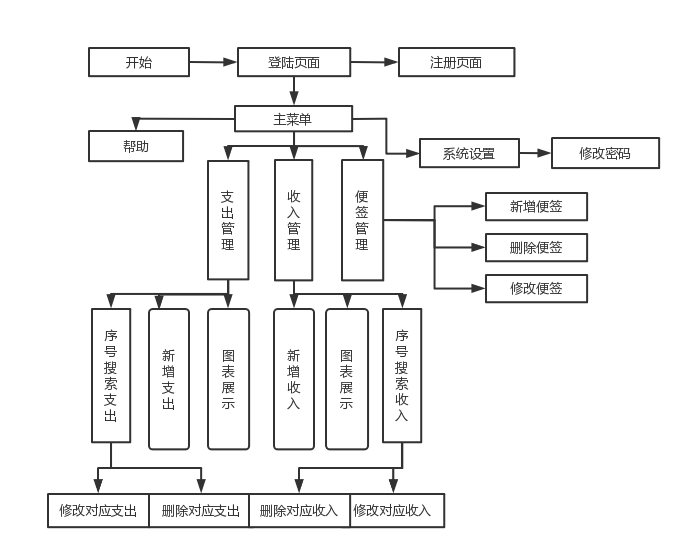 开始
登陆页面
注册页面
主菜单
帮助
系统设置
修改密码
支出管理
收入管理
便签管理
新增便签
删除便签
修改便签
序号搜索支出
新增支出
图表展示
新增收入
图表展示
序号搜索收入
修改对应支出
删除对应支出
删除对应收入
修改对应收入